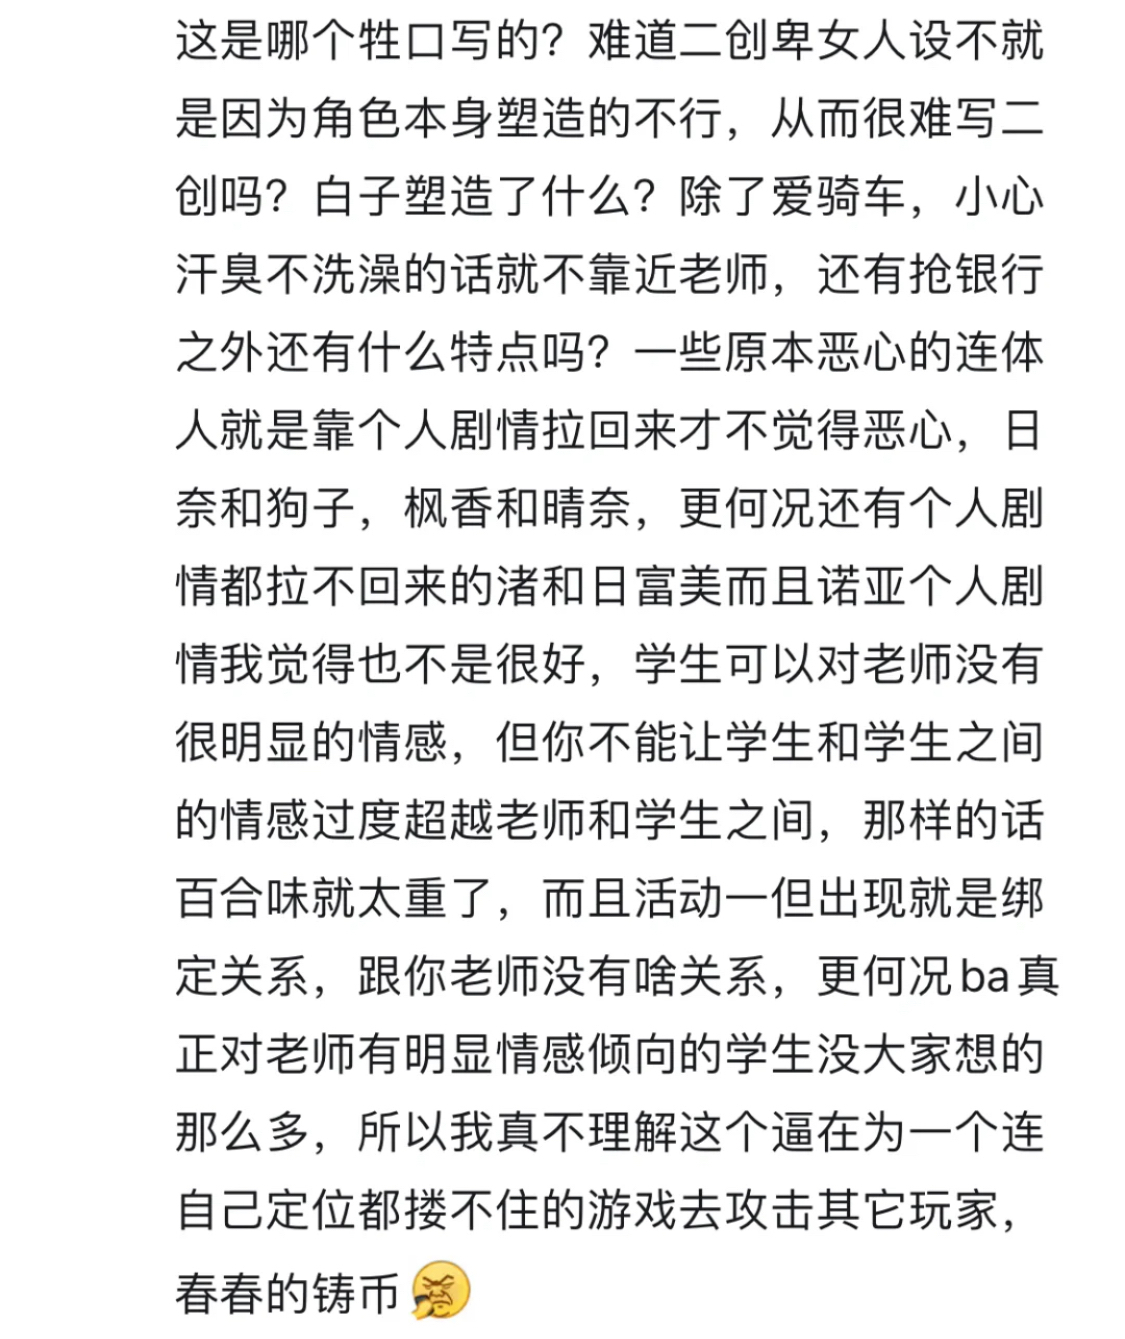 这是哪个牲口写的？难道二创卑女人设不就
是因为角色本身塑造的不行，从而很难写二
创吗？白子塑造了什么？除了爱骑车，小心
汗臭不洗澡的话就不靠近老师，还有抢银行
之外还有什么特点吗？一些原本恶心的连体
人就是靠个人剧情拉回来才不觉得恶心，日
奈和狗子，枫香和晴奈，更何况还有个人剧
情都拉不回来的渚和日富美而且诺亚个人剧
情我觉得也不是很好，学生可以对老师没有
很明显的情感，但你不能让学生和学生之间
的情感过度超越老师和学生之间，那样的话
百合味就太重了，而且活动一但出现就是绑
定关系，跟你老师没有啥关系，更何况ba真
正对老师有明显情感倾向的学生没大家想的
那么多，所以我真不理解这个逼在为一个连
自己定位都搂不住的游戏去攻击其它玩家，
春春的铸币